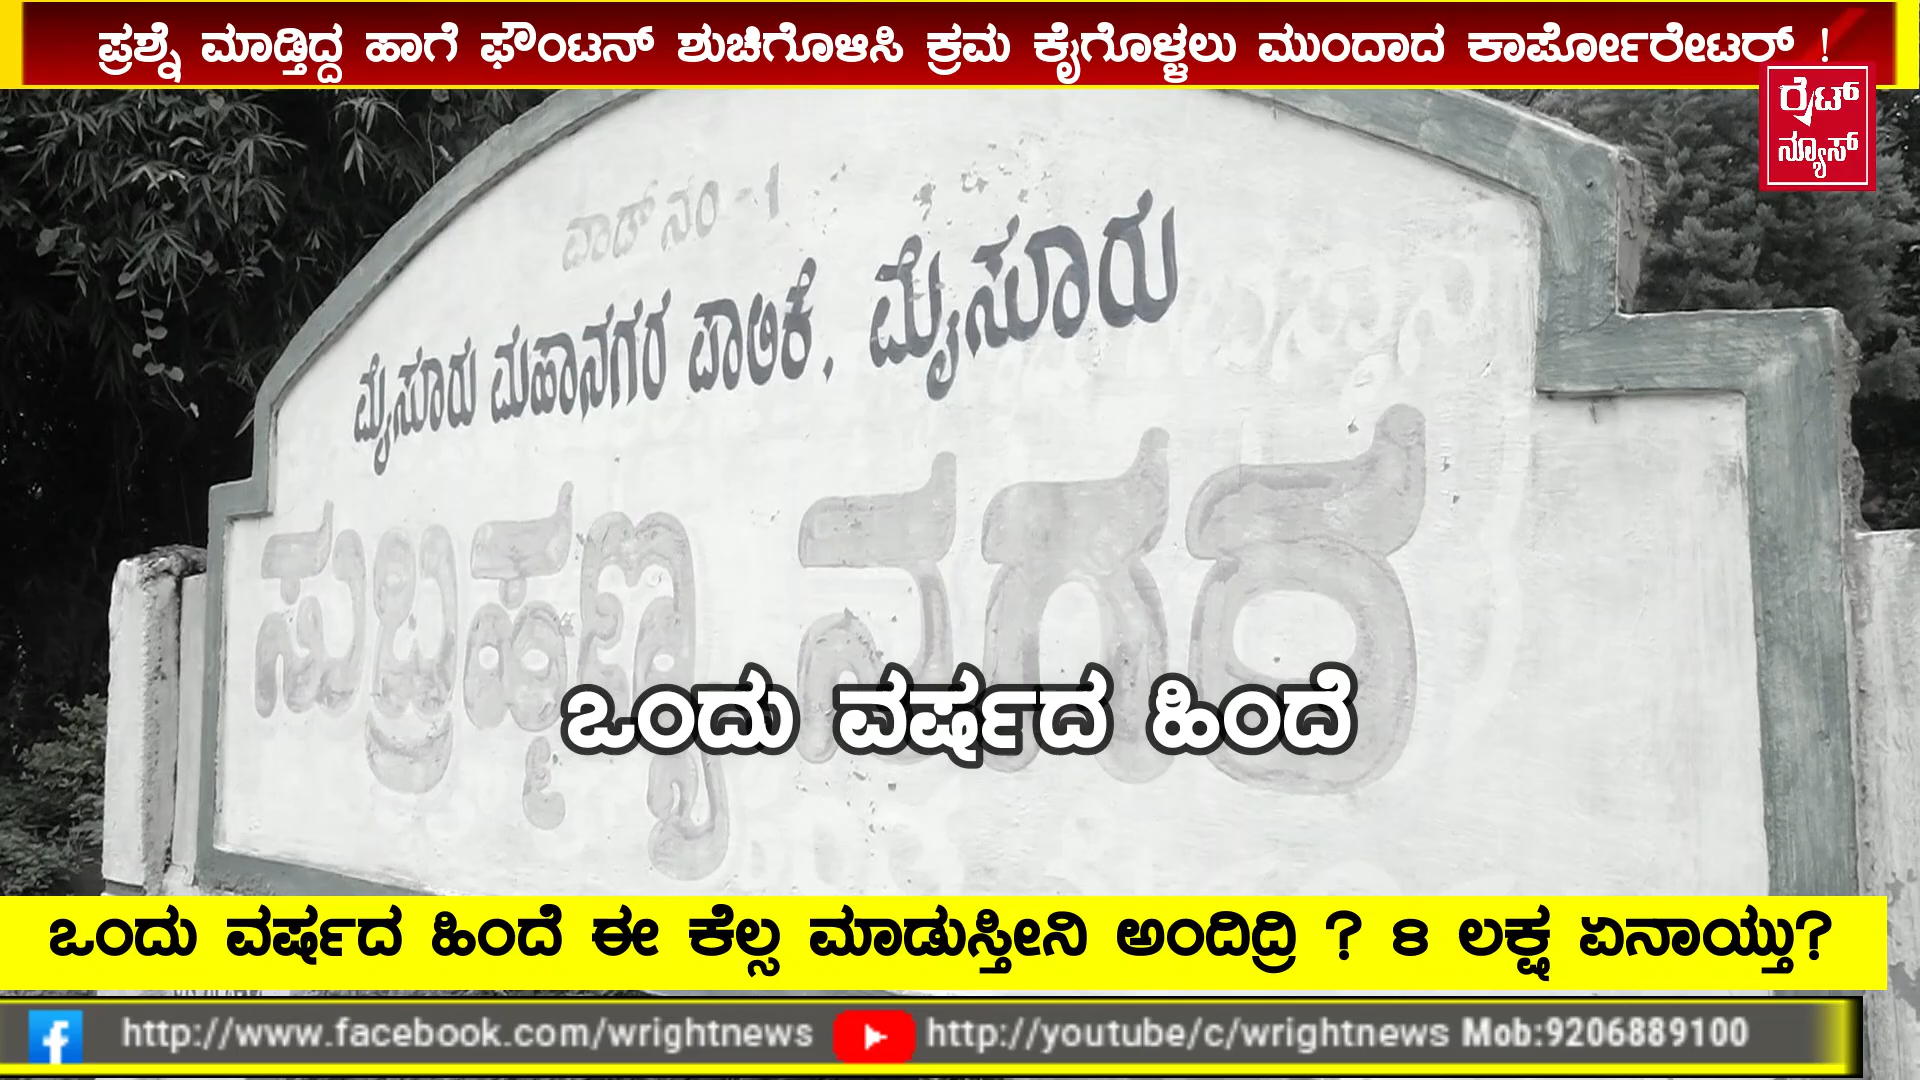 ಪ್ರಶ್ನೆ ಮಾಡ್ತಿದ್ದ ಹಾಗೆ ಫೌಂಟನ್ ಶುಚಿಗೊಳಿಸಿ ಕ್ರಮ ಕೈಗೊಳ್ಳಲು ಮುಂದಾದ ಕಾರ್ಪೋರೇಟರ್ !
ರೈಟ್
ನ್ಯೂಸ್
ವಾಡ್ ನಂ - 1
ಮೈಸೂರು ಮಹಾನಗರ ಪಾಲಿಕೆ, ಮೈಸೂರು
ಸುಬ್ರಹ್ಮಣ್ಯ ನಗರ
ಒಂದು ವರ್ಷದ ಹಿಂದೆ
ಒಂದು ವರ್ಷದ ಹಿಂದೆ ಈ ಕೆಲ್ಸ ಮಾಡುಸ್ತೀನಿ ಅಂದಿದ್ರಿ ? ೮ ಲಕ್ಷ ಏನಾಯ್ತು?
http://www.facebook.com/wrightnews http://youtube/c/wrightnews Mob:9206889100